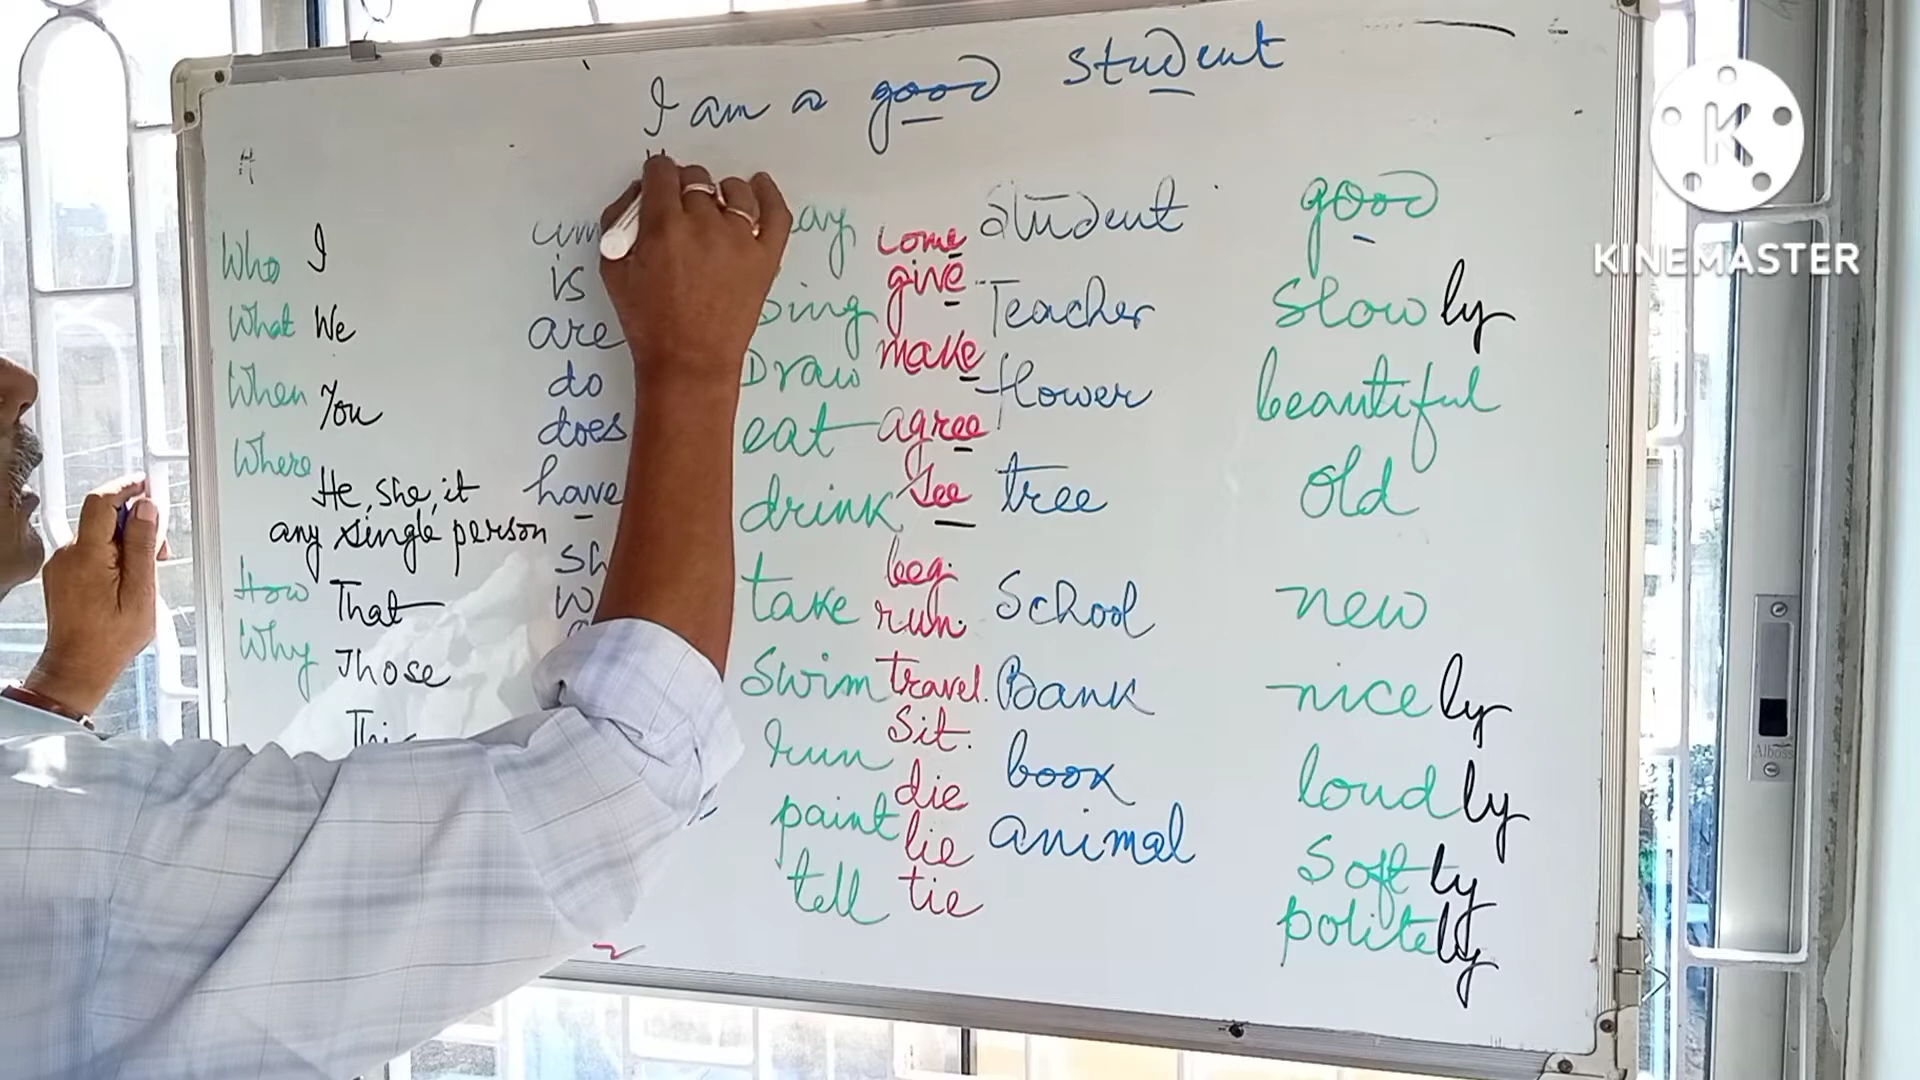 I am a good student
Who
What
When
Where
How
Why
I
We
You
He, she, it
any single person
That
Those
is
are
do
does
have
sing
Draw
eat
drink
take
swim
run
paint
tell
come
give
make
agree
see
beg.
run.
travel.
sit.
die
lie
tie
student
Teacher
flower
tree
School
Bank
book
animal
good
slowly
beautiful
old
new
nicely
loudly
softly
politely
K
KINEMASTER
Alboss